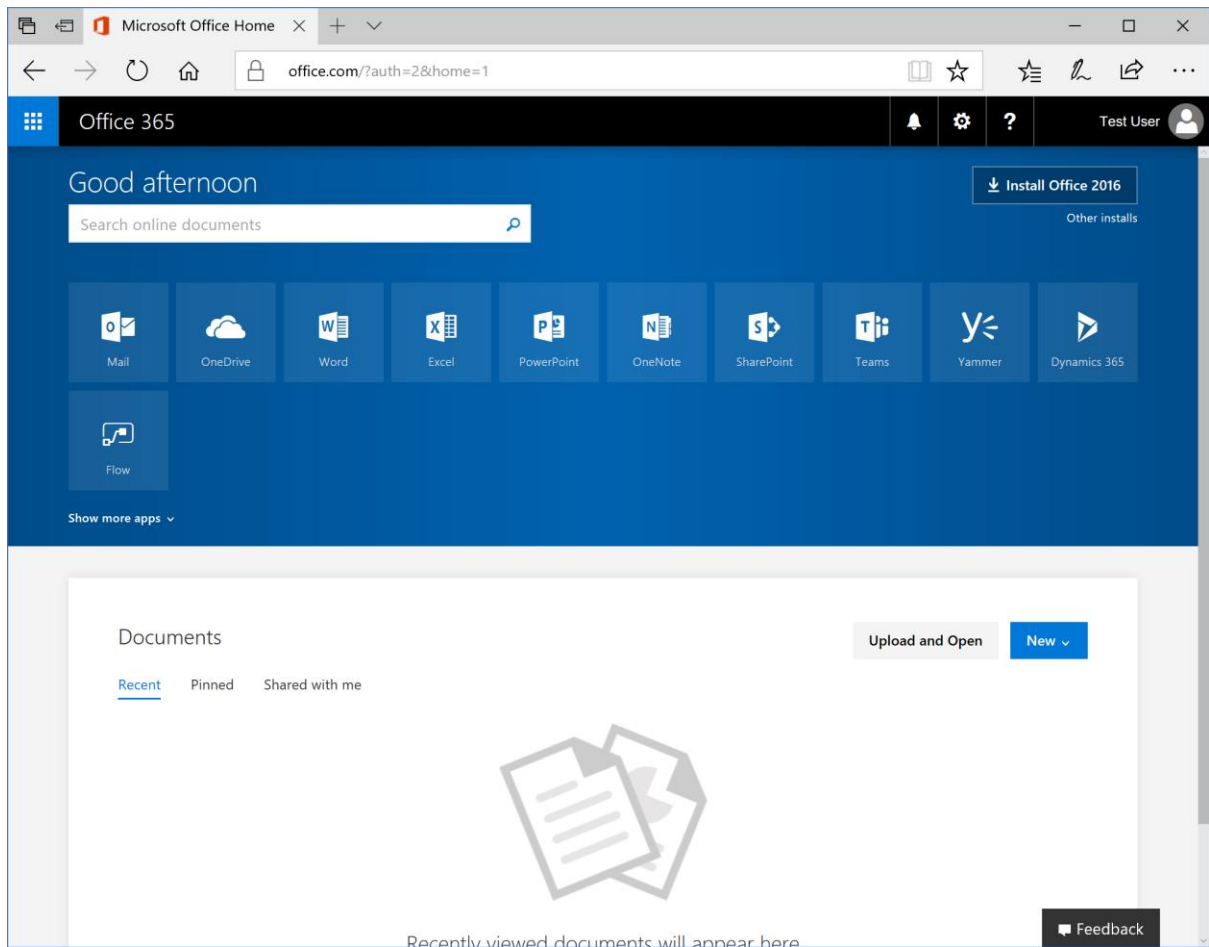 Microsoft Office Home
office.com/?auth=2&home=1
Office 365
Test User
Good afternoon
Install Office 2016
Search online documents
Other installs
Mail OneDrive Word Excel PowerPoint OneNote SharePoint Teams Yammer Dynamics 365
Flow
Show more apps
Documents
Upload and Open New
Recent Pinned Shared with me
Feedback
Recently viewed documents will appear here